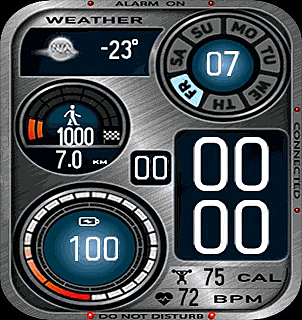 ALARM ON
WEATHER
N/A
-23°
SU
MO
TU
WE
TH
FR
SA
07
1000
7.0 KM
CONNECTED
00
00
00
100
75 CAL
72 BPM
DO NOT DISTURB